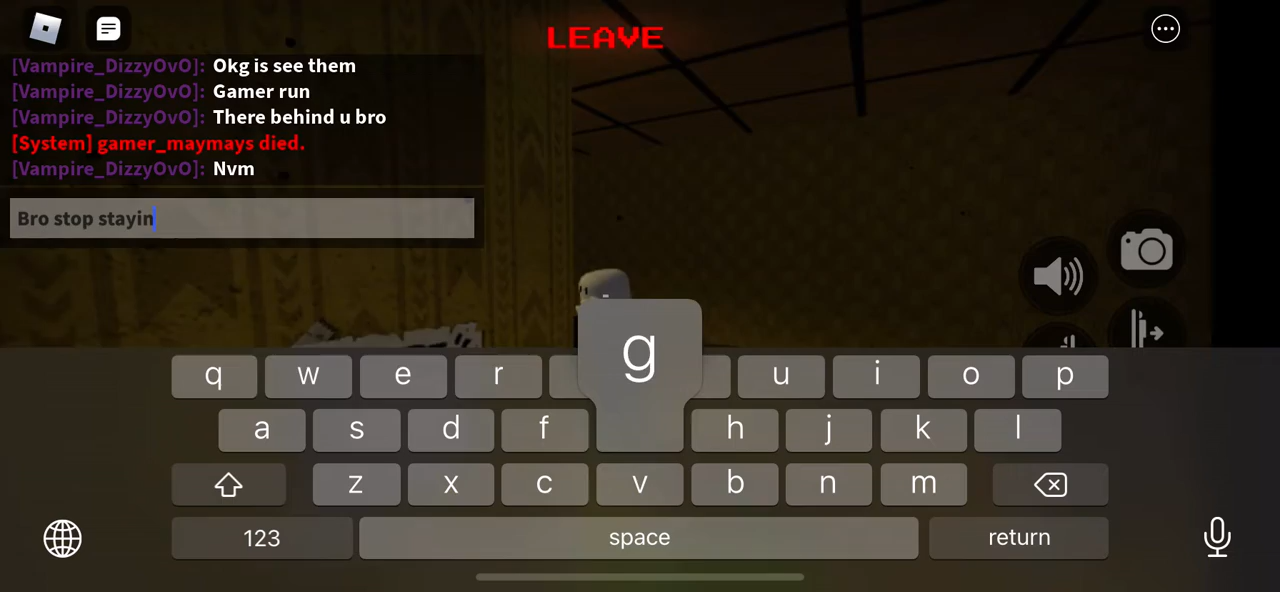 LEAVE
[Vampire_DizzyOvO]: Okg is see them
[Vampire_DizzyOvO]: Gamer run
[Vampire_DizzyOvO]: There behind u bro
[System] gamer_maymays died.
[Vampire_DizzyOvO]: Nvm
Bro stop stayin
g
q w e r u i o p
a s d f h j k l
z x c v b n m
123 space return